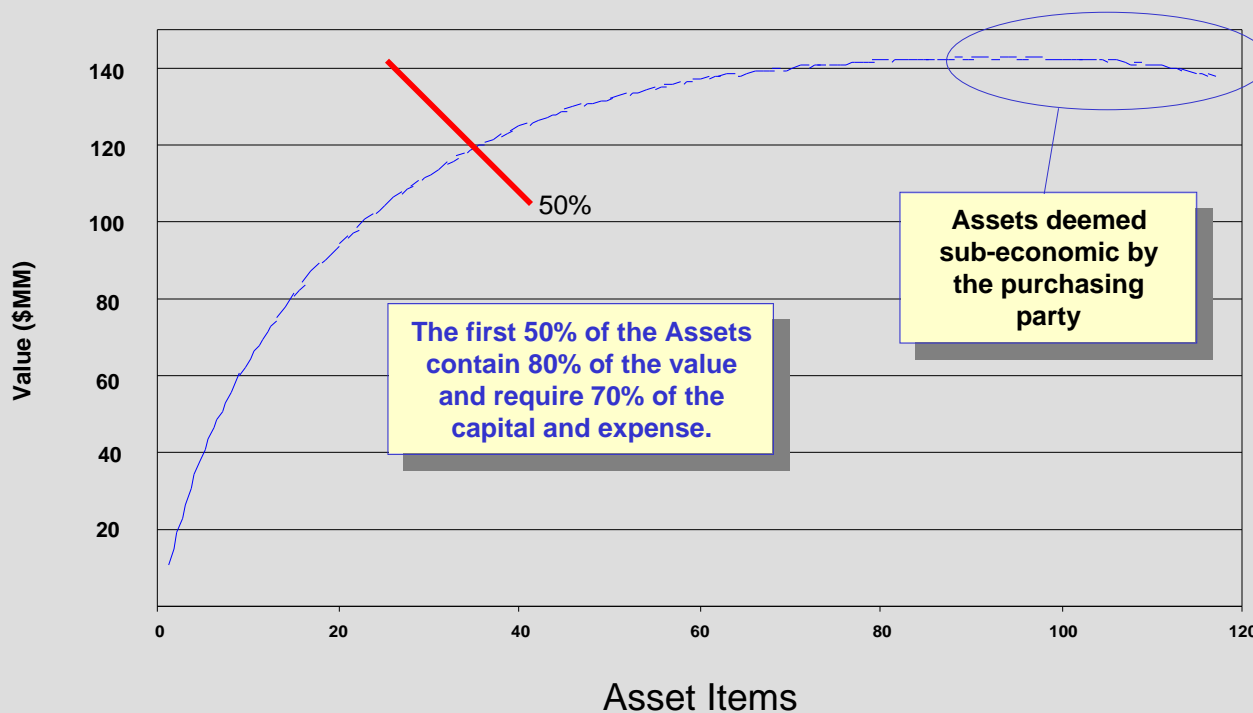 140
120
100
80
60
40
20
Value ($MM)
50%
The first 50% of the Assets
contain 80% of the value
and require 70% of the
capital and expense.
Assets deemed
sub-economic by
the purchasing
party
0
20
40
60
80
100
120
Asset Items